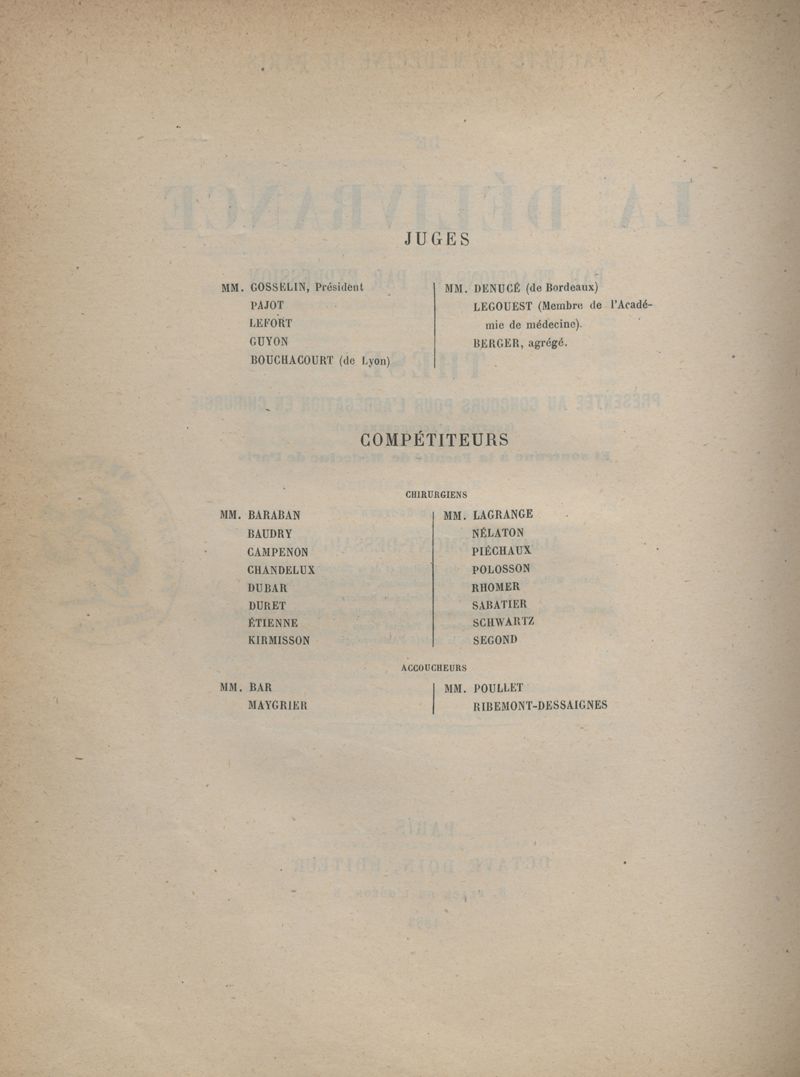 JUGES
MM. GOSSELIN, Président
PAJOT
LEFORT
GUYON
BOUCHACOURT (de Lyon)
MM. DENUCÉ (de Bordeaux)
LEGOUEST (Membre de l'Acadé-
mie de médecine).
BERGER, agrégé.
COMPÉTITEURS
CHIRURGIENS
MM. BARABAN
BAUDRY
CAMPENON
CHANDELUX
DUBAR
DURET
ÉTIENNE
KIRMISSON
MM. LAGRANGE
NÉLATON
PIÉCHAUX
POLOSSON
RHOMER
SABATIER
SCHWARTZ
SEGOND
ACCOUCHEURS
MM. BAR
MAYGRIER
MM. POULLET
RIBEMONT-DESSAIGNES